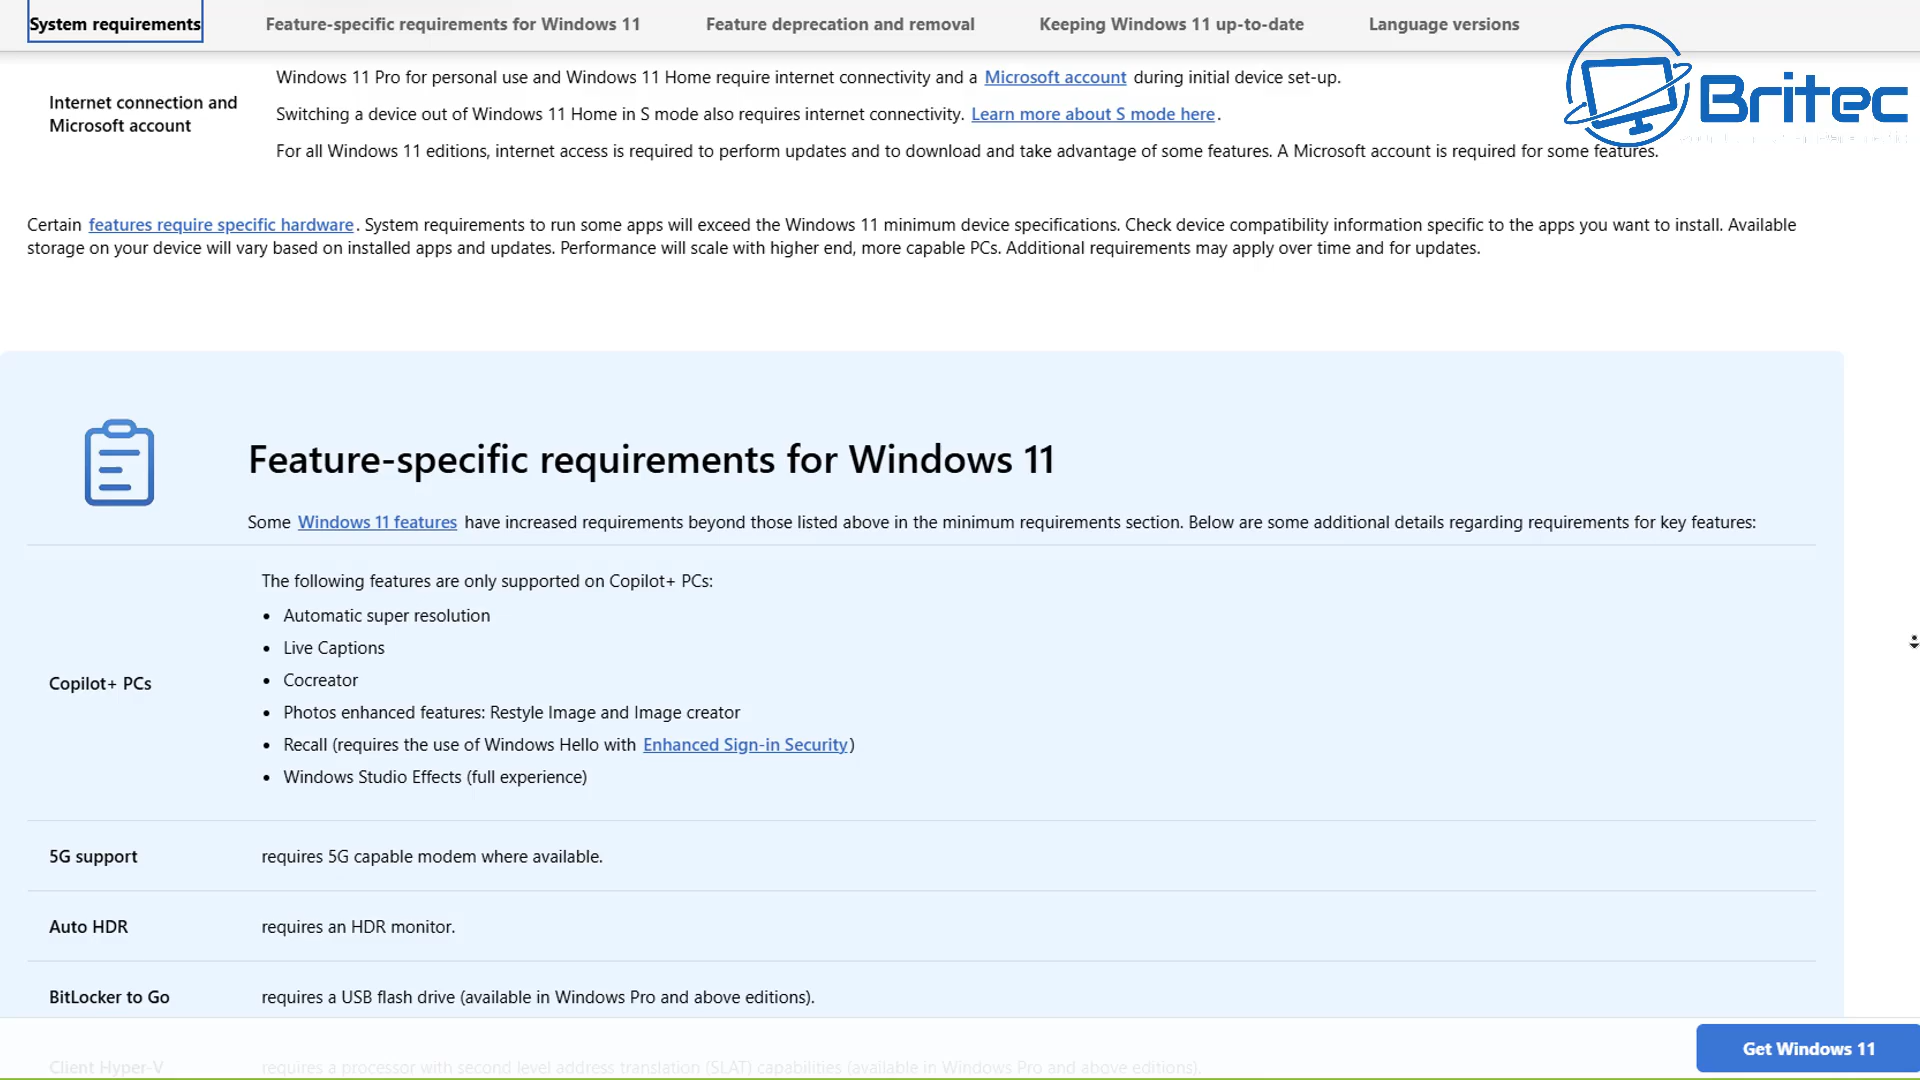 System requirements
Feature-specific requirements for Windows 11
Feature deprecation and removal
Keeping Windows 11 up-to-date
Language versions
Britec
Internet connection and
Microsoft account
Windows 11 Pro for personal use and Windows 11 Home require internet connectivity and a Microsoft account during initial device set-up.
Switching a device out of Windows 11 Home in S mode also requires internet connectivity. Learn more about S mode here.
For all Windows 11 editions, internet access is required to perform updates and to download and take advantage of some features. A Microsoft account is required for some features.
Certain features require specific hardware. System requirements to run some apps will exceed the Windows 11 minimum device specifications. Check device compatibility information specific to the apps you want to install. Available
storage on your device will vary based on installed apps and updates. Performance will scale with higher end, more capable PCs. Additional requirements may apply over time and for updates.
Feature-specific requirements for Windows 11
Some Windows 11 features have increased requirements beyond those listed above in the minimum requirements section. Below are some additional details regarding requirements for key features:
Copilot+ PCs
The following features are only supported on Copilot+ PCs:
• Automatic super resolution
• Live Captions
• Cocreator
• Photos enhanced features: Restyle Image and Image creator
• Recall (requires the use of Windows Hello with Enhanced Sign-in Security)
• Windows Studio Effects (full experience)
5G support
requires 5G capable modem where available.
Auto HDR
requires an HDR monitor.
BitLocker to Go
requires a USB flash drive (available in Windows Pro and above editions).
Client Hyper-V
requires a processor with second level address translation (SLAT) capabilities (available in Windows Pro and above editions).
Get Windows 11